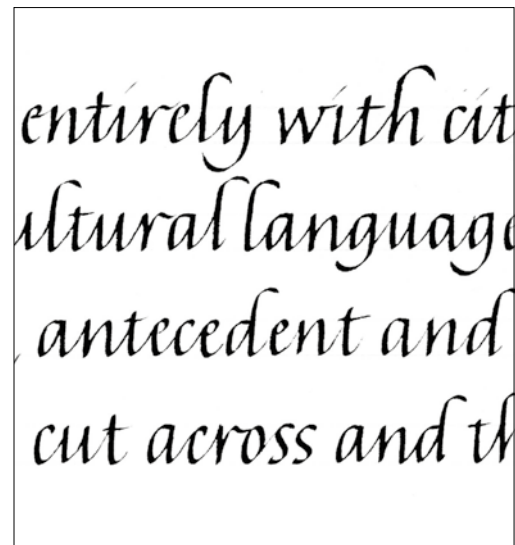 entirely with cit
ultural language
, antecedent and
cut across and th